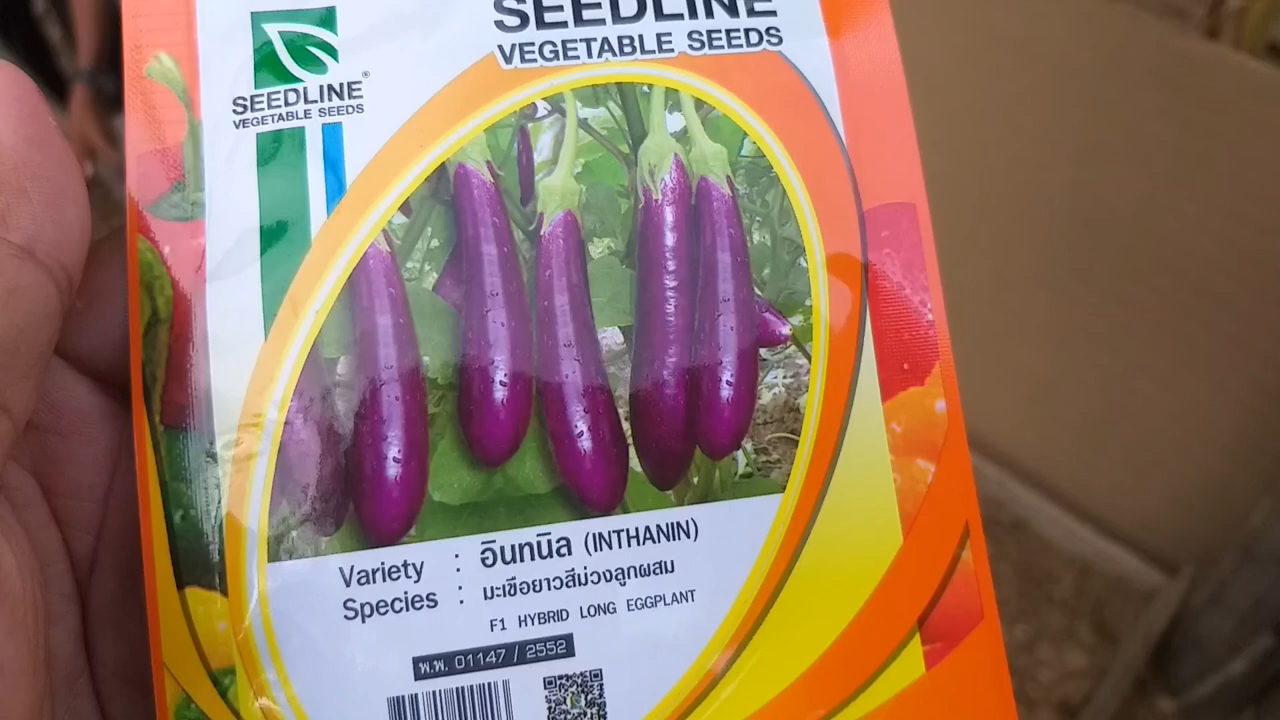 SEEDLINE
VEGETABLE SEEDS
SEEDLINE®
VEGETABLE SEEDS
Variety : อินทนิล (INTHANIN)
Species : มะเขือยาวสีม่วงลูกผสม
F1 HYBRID LONG EGGPLANT
พ.พ. 01147 / 2552